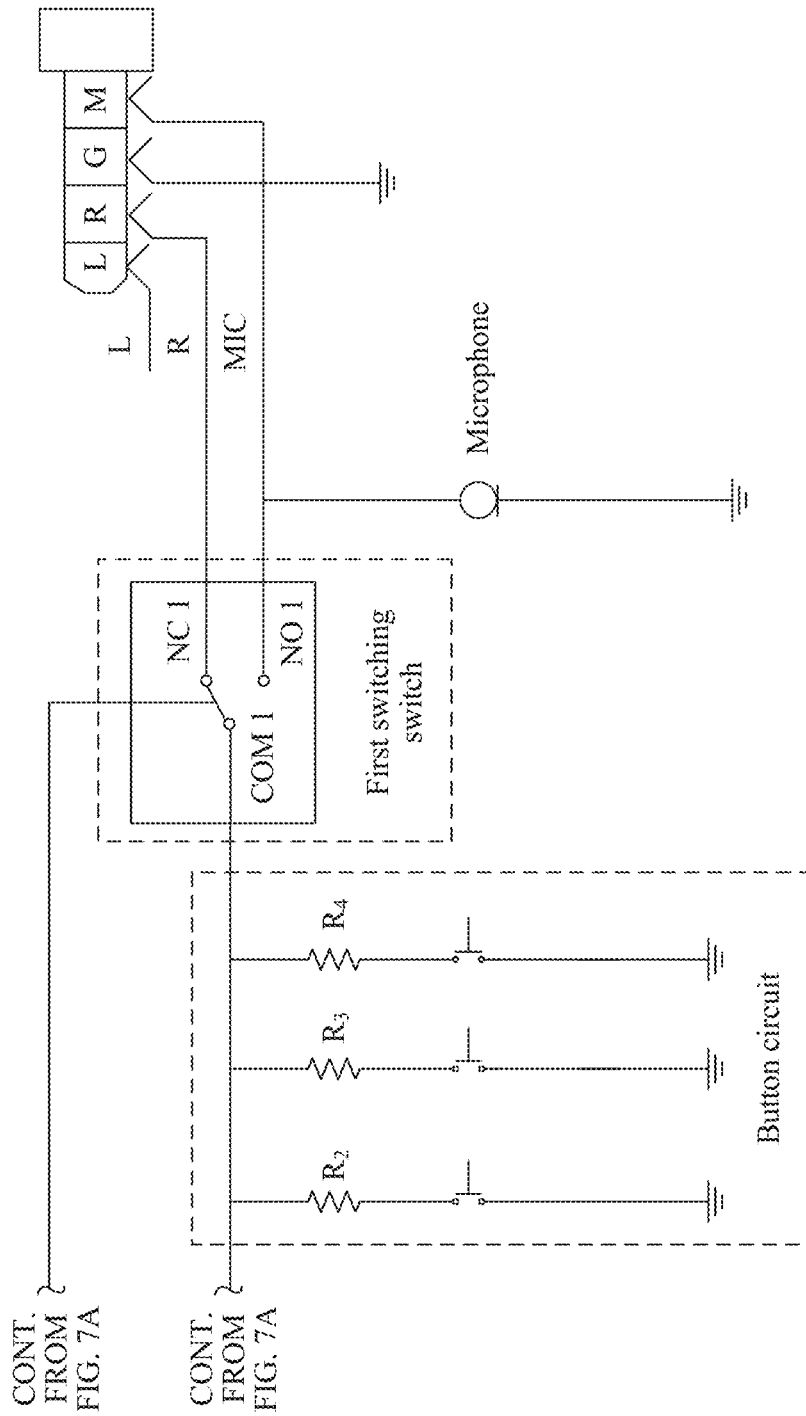 CONT.
FROM
FIG. 7A
CONT.
FROM
FIG. 7A
R2
R3
R4
Button circuit
COM 1
NC 1
NO 1
First switching
switch
Microphone
L
R
MIC
L
R
G
M